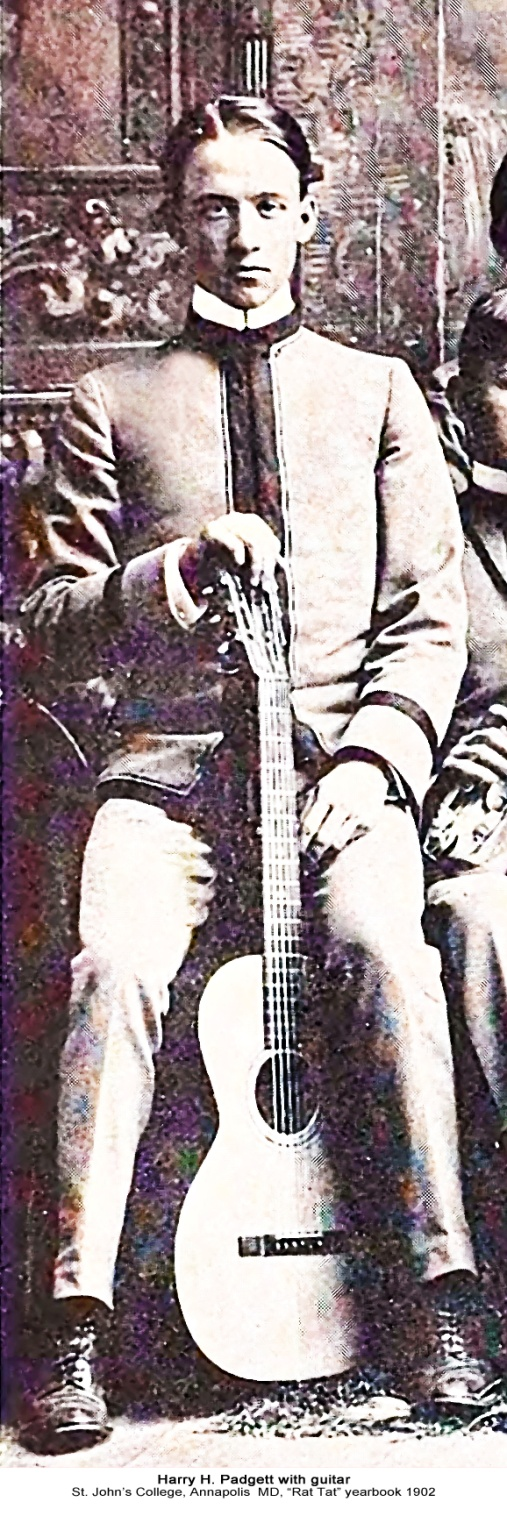 Harry H. Padgett with guitar
St. John's College, Annapolis  MD, “Rat Tat” yearbook 1902